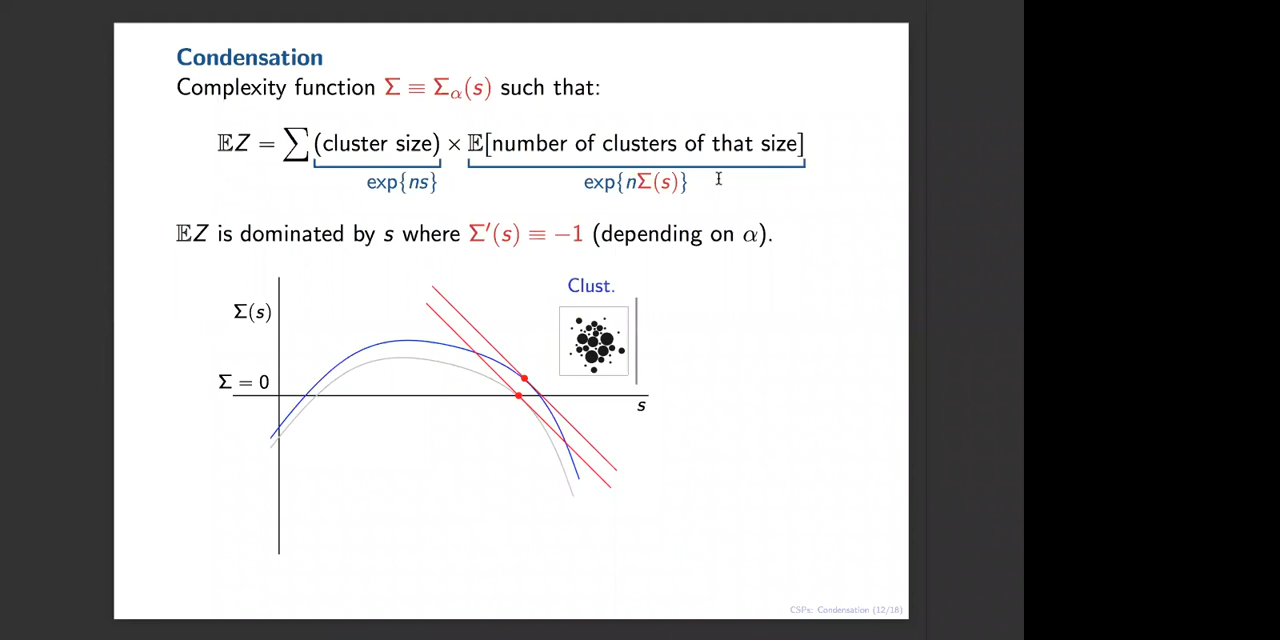 Condensation
Complexity function Σ ≡ Σα(s) such that:
𝔼Z = ∑ (cluster size) × 𝔼[number of clusters of that size]
exp{ns} exp{nΣ(s)}
𝔼Z is dominated by s where Σ′(s) ≡ −1 (depending on α).
Clust.
Σ(s)
Σ = 0
s
CSPs: Condensation (12/18)